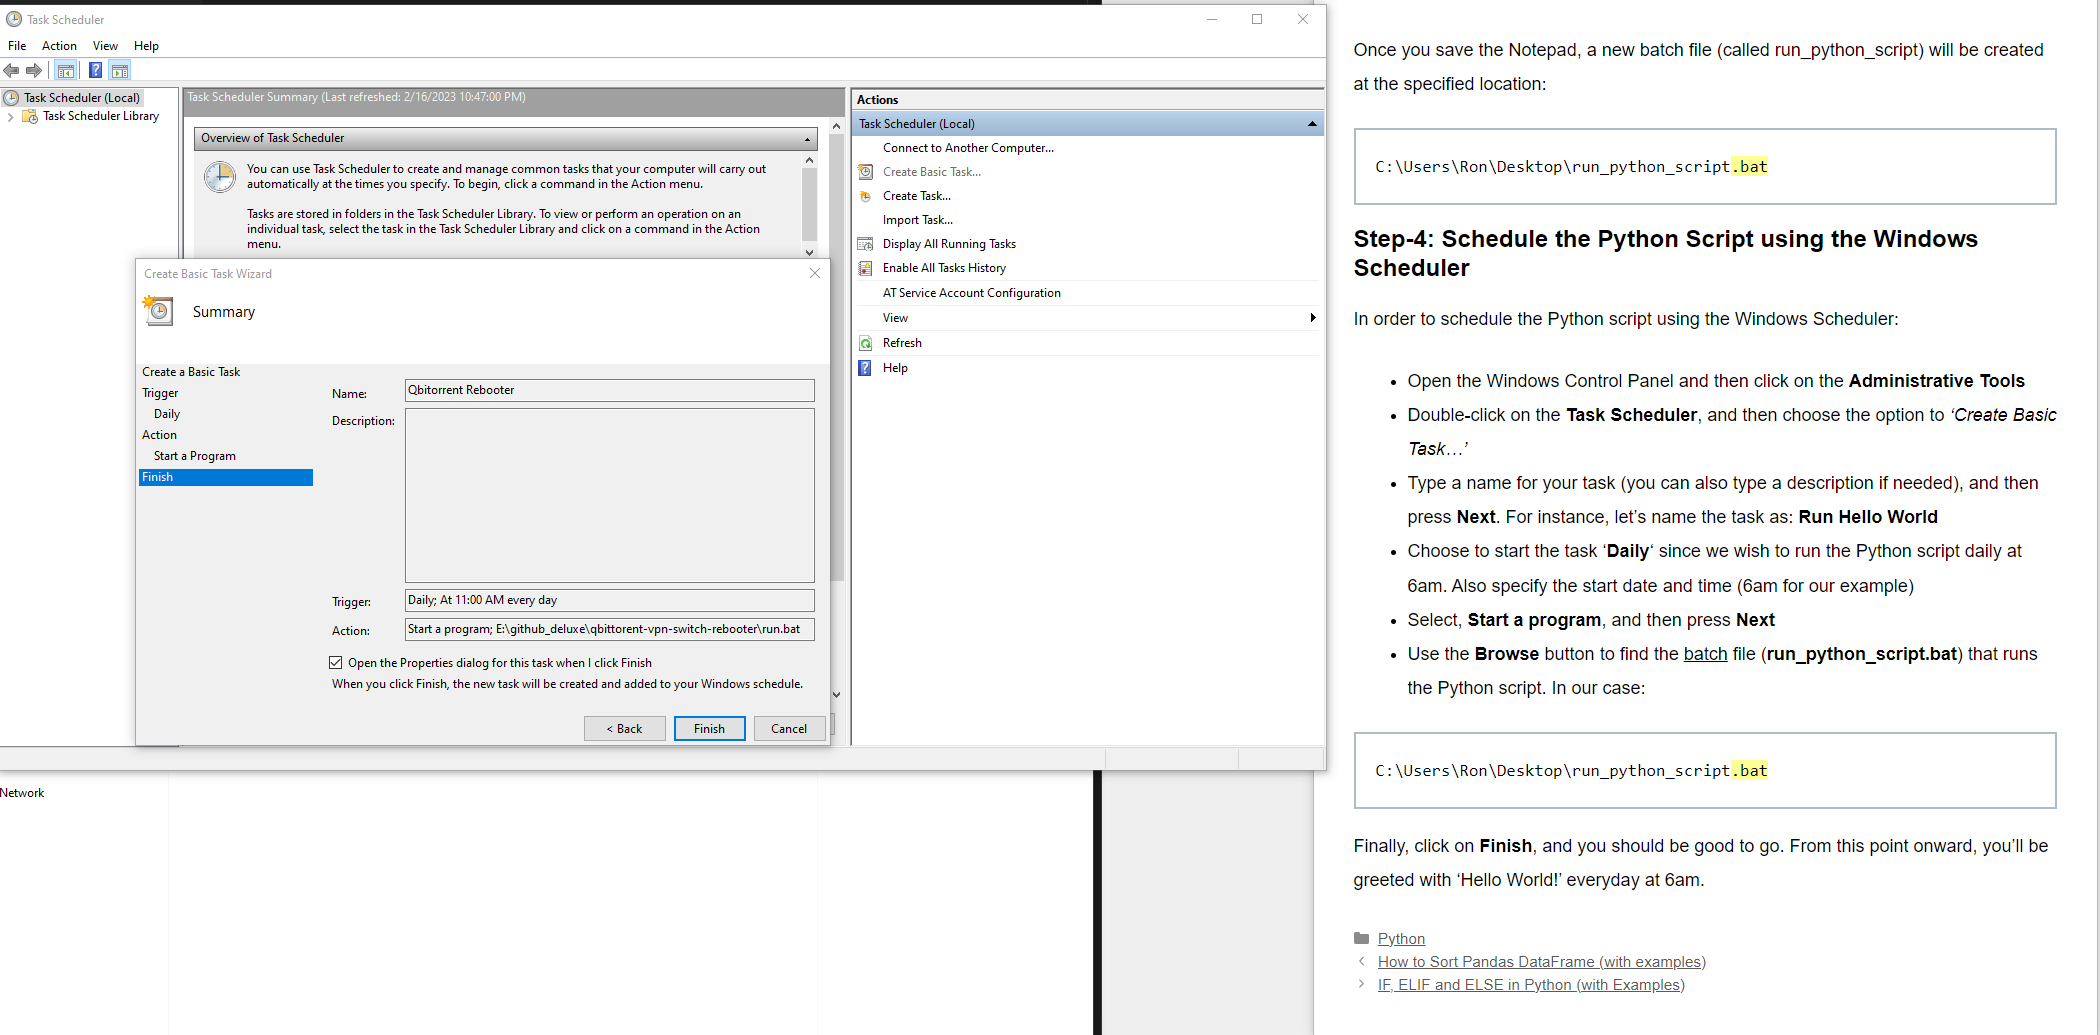 Task Scheduler
File Action View Help
Task Scheduler (Local)
Task Scheduler Library
Task Scheduler Summary (Last refreshed: 2/16/2023 10:47:00 PM)
Overview of Task Scheduler
You can use Task Scheduler to create and manage common tasks that your computer will carry out
automatically at the times you specify. To begin, click a command in the Action menu.
Tasks are stored in folders in the Task Scheduler Library. To view or perform an operation on an
individual task, select the task in the Task Scheduler Library and click on a command in the Action
menu.
Actions
Task Scheduler (Local)
Connect to Another Computer...
Create Basic Task...
Create Task...
Import Task...
Display All Running Tasks
Enable All Tasks History
AT Service Account Configuration
View
Refresh
Help
Create Basic Task Wizard
Summary
Create a Basic Task
Trigger
Daily
Action
Start a Program
Finish
Name: Qbitorrent Rebooter
Description:
Trigger: Daily; At 11:00 AM every day
Action: Start a program; E:\github_deluxe\qbittorent-vpn-switch-rebooter\run.bat
Open the Properties dialog for this task when I click Finish
When you click Finish, the new task will be created and added to your Windows schedule.
< Back Finish Cancel
Network
Once you save the Notepad, a new batch file (called run_python_script) will be created
at the specified location:
C:\Users\Ron\Desktop\run_python_script.bat
Step-4: Schedule the Python Script using the Windows
Scheduler
In order to schedule the Python script using the Windows Scheduler:
• Open the Windows Control Panel and then click on the Administrative Tools
• Double-click on the Task Scheduler, and then choose the option to ‘Create Basic
Task…’
• Type a name for your task (you can also type a description if needed), and then
press Next. For instance, let’s name the task as: Run Hello World
• Choose to start the task ‘Daily‘ since we wish to run the Python script daily at
6am. Also specify the start date and time (6am for our example)
• Select, Start a program, and then press Next
• Use the Browse button to find the batch file (run_python_script.bat) that runs
the Python script. In our case:
C:\Users\Ron\Desktop\run_python_script.bat
Finally, click on Finish, and you should be good to go. From this point onward, you’ll be
greeted with ‘Hello World!’ everyday at 6am.
Python
How to Sort Pandas DataFrame (with examples)
IF, ELIF and ELSE in Python (with Examples)